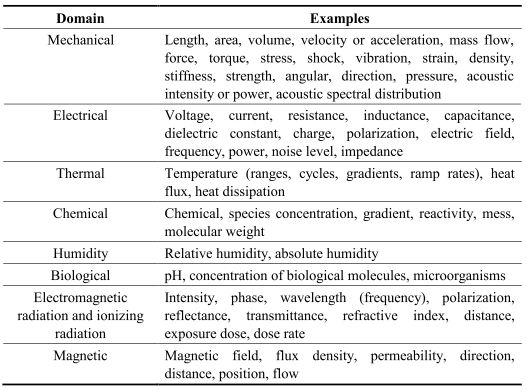 Domain Examples
Mechanical Length, area, volume, velocity or acceleration, mass flow,
force, torque, stress, shock, vibration, strain, density,
stiffness, strength, angular, direction, pressure, acoustic
intensity or power, acoustic spectral distribution
Electrical Voltage, current, resistance, inductance, capacitance,
dielectric constant, charge, polarization, electric field,
frequency, power, noise level, impedance
Thermal Temperature (ranges, cycles, gradients, ramp rates), heat
flux, heat dissipation
Chemical Chemical, species concentration, gradient, reactivity, mess,
molecular weight
Humidity Relative humidity, absolute humidity
Biological pH, concentration of biological molecules, microorganisms
Electromagnetic Intensity, phase, wavelength (frequency), polarization,
radiation and ionizing reflectance, transmittance, refractive index, distance,
radiation exposure dose, dose rate
Magnetic Magnetic field, flux density, permeability, direction,
distance, position, flow